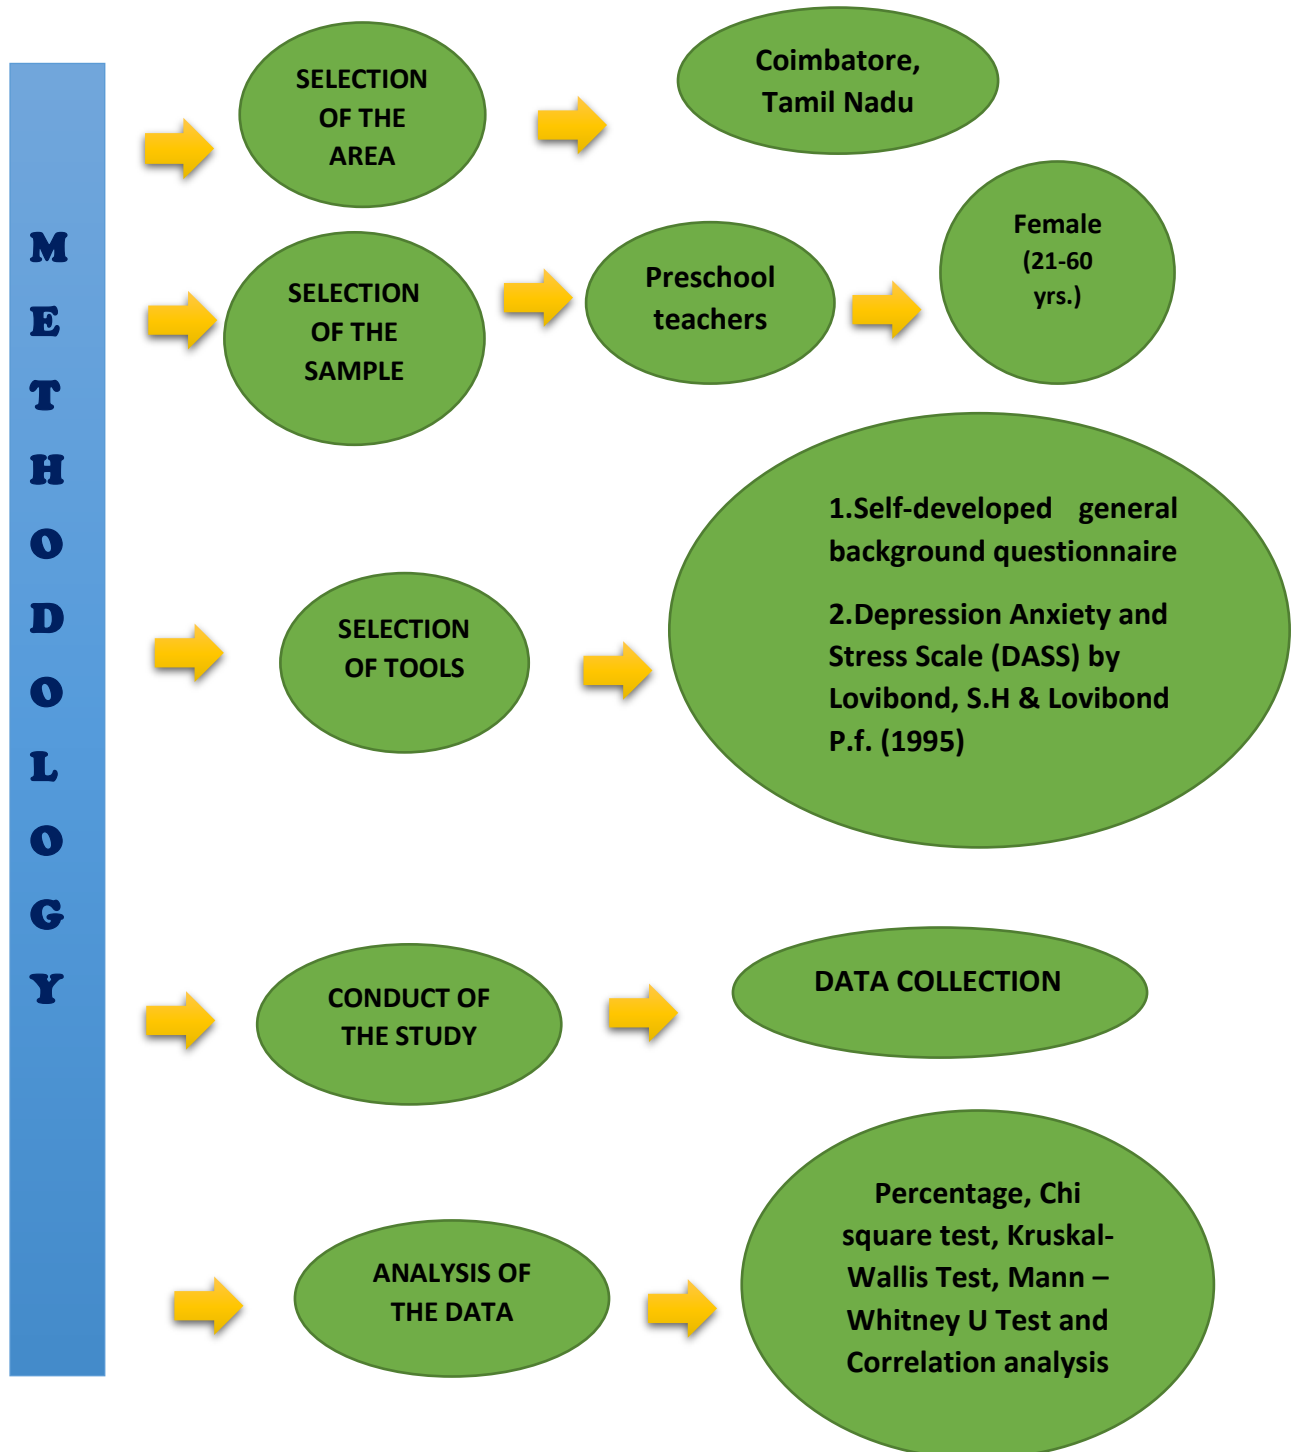 M
E
T
H
O
D
O
L
O
G
Y
SELECTION
OF THE
AREA
Coimbatore,
Tamil Nadu
SELECTION
OF THE
SAMPLE
Preschool
teachers
Female
(21-60
yrs.)
SELECTION
OF TOOLS
1.Self-developed general
background questionnaire
2.Depression Anxiety and
Stress Scale (DASS) by
Lovibond, S.H & Lovibond
P.f. (1995)
CONDUCT OF
THE STUDY
DATA COLLECTION
ANALYSIS OF
THE DATA
Percentage, Chi
square test, Kruskal-
Wallis Test, Mann –
Whitney U Test and
Correlation analysis